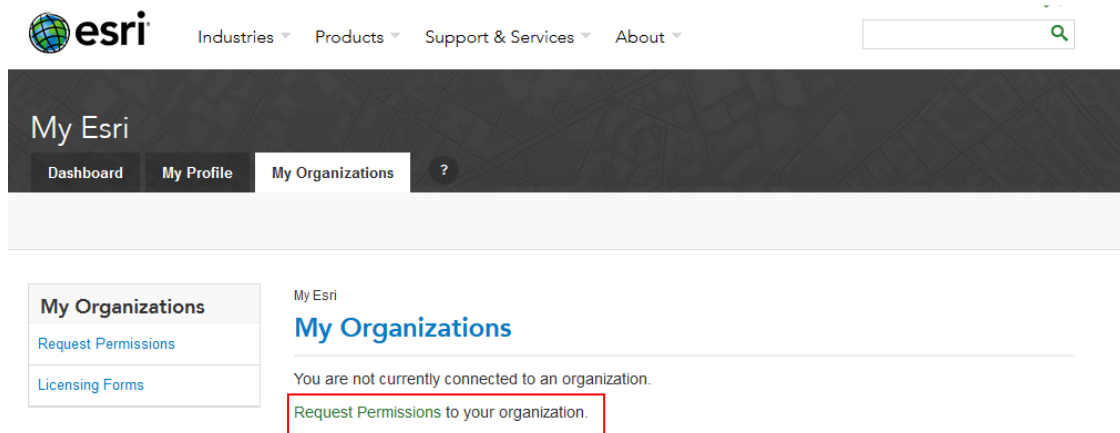 esri
Industries Products Support & Services About
My Esri
Dashboard My Profile My Organizations ?
My Organizations
Request Permissions
Licensing Forms
My Esri
My Organizations
You are not currently connected to an organization.
Request Permissions to your organization.